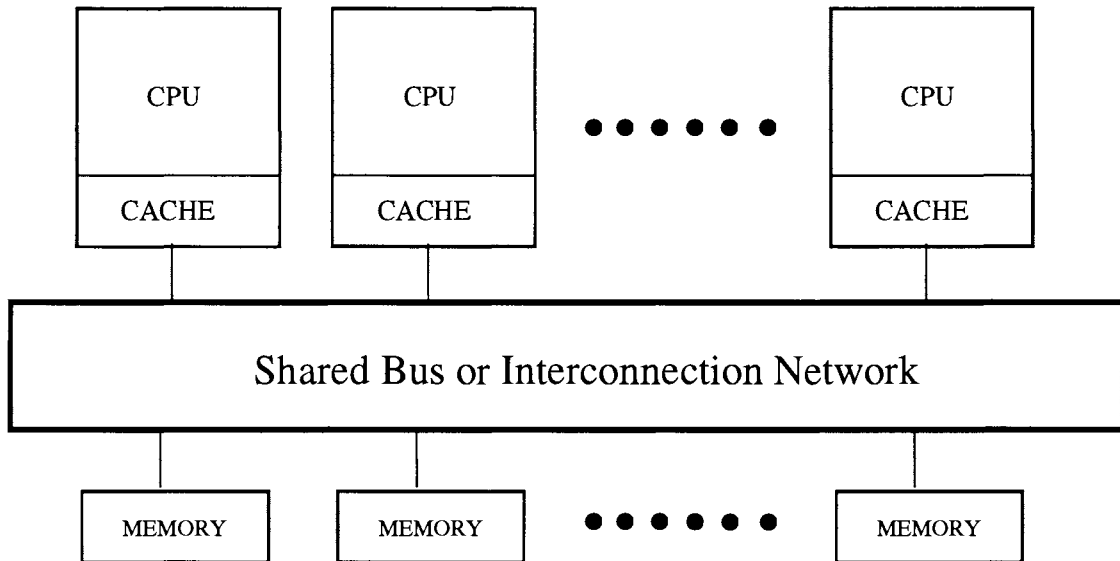 CPU CPU CPU
CACHE CACHE CACHE
Shared Bus or Interconnection Network
MEMORY MEMORY MEMORY